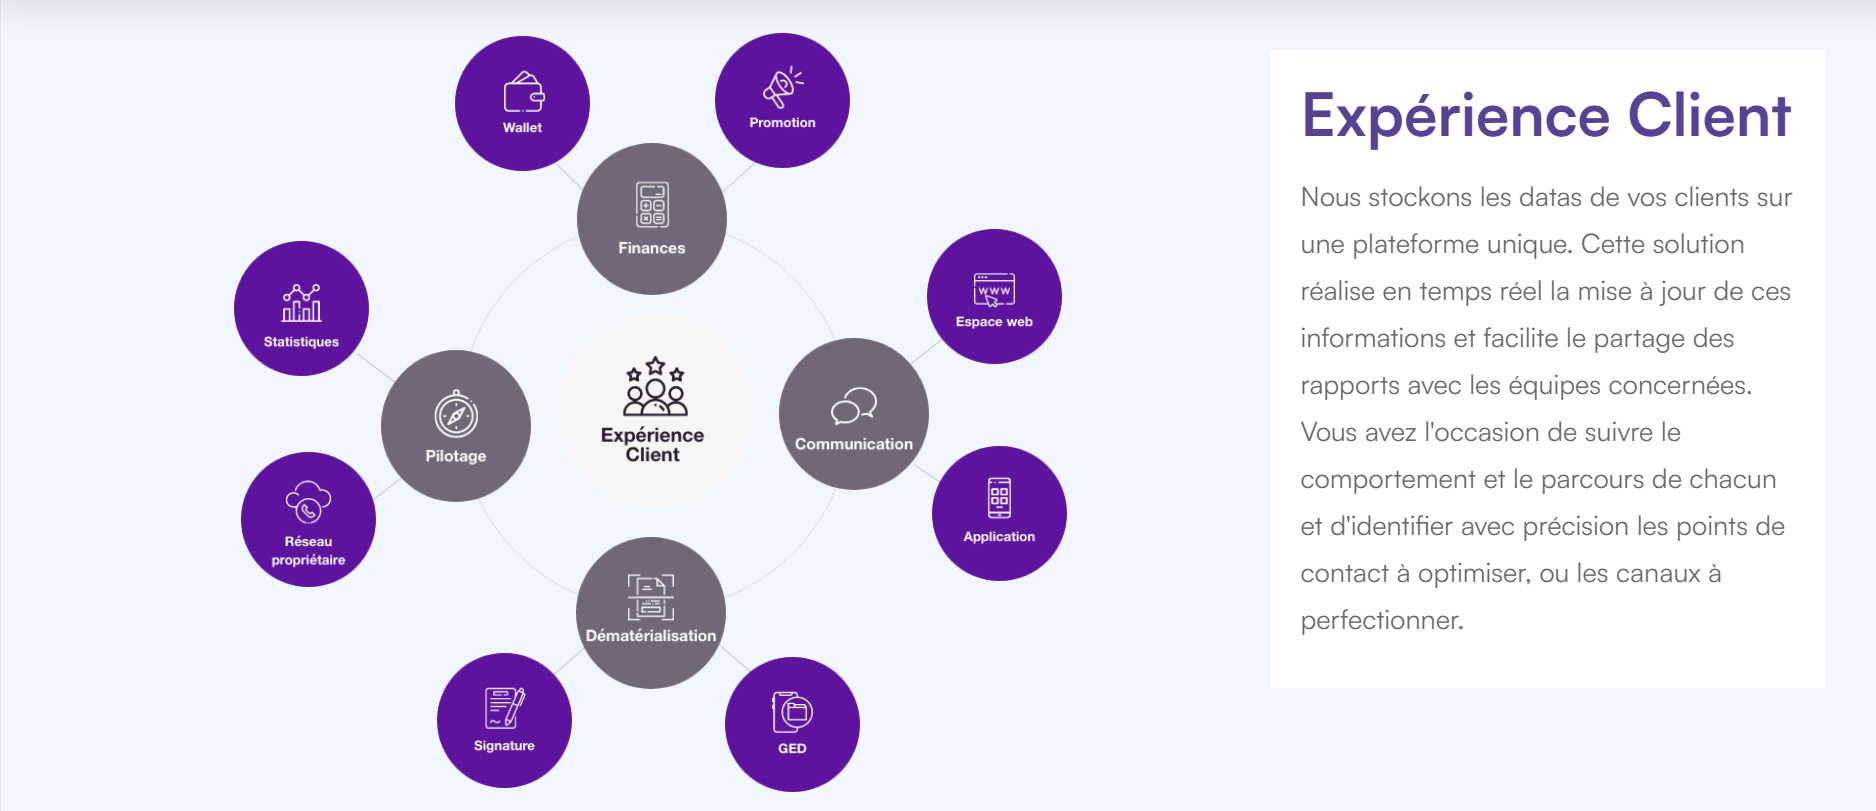 Wallet
Promotion
Finances
Statistiques
Espace web
Pilotage
Expérience
Client
Communication
Réseau
propriétaire
Application
Dématérialisation
Signature
GED
WWW
Expérience Client
Nous stockons les datas de vos clients sur
une plateforme unique. Cette solution
réalise en temps réel la mise à jour de ces
informations et facilite le partage des
rapports avec les équipes concernées.
Vous avez l'occasion de suivre le
comportement et le parcours de chacun
et d'identifier avec précision les points de
contact à optimiser, ou les canaux à
perfectionner.